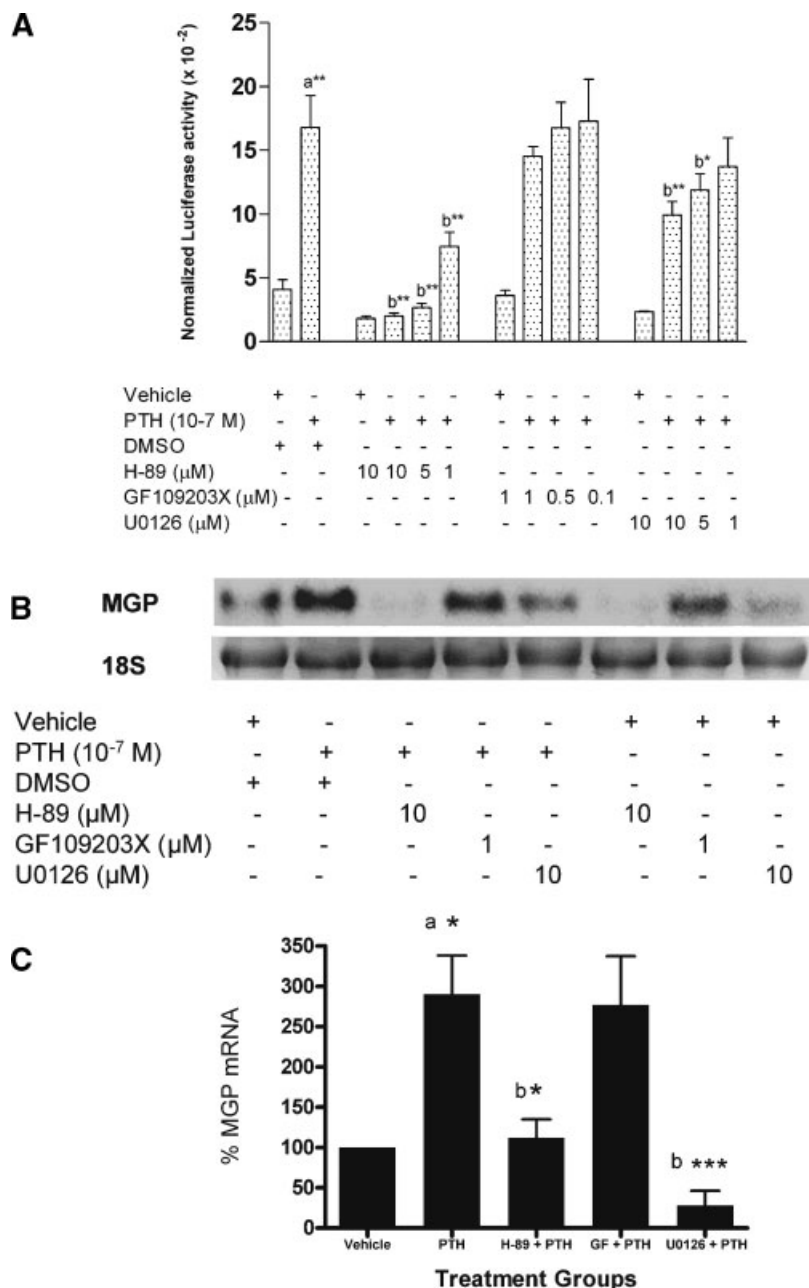 A
Normalized Luciferase activity (x 10⁻²)
25
20
15
10
5
0
a**
b**
b**
b**
b**
b*
Vehicle + - + - - - + - - - + - - -
PTH (10-7 M) - + - + + + - + + + - + + +
DMSO + + - - - - - - - - - - - -
H-89 (μM) - - 10 10 5 1 - - - - - - - -
GF109203X (μM) - - - - - - 1 1 0.5 0.1 - - - -
U0126 (μM) - - - - - - - - - - 10 10 5 1
B
MGP
18S
Vehicle + - - - - + + +
PTH (10⁻⁷ M) - + + + + - - -
DMSO + + - - - - - -
H-89 (μM) - - 10 - - 10 - -
GF109203X (μM) - - - 1 - - 1 -
U0126 (μM) - - - - 10 - - 10
C
% MGP mRNA
350
300
250
200
150
100
50
0
a *
b *
b ***
Vehicle PTH H-89 + PTH GF + PTH U0126 + PTH
Treatment Groups